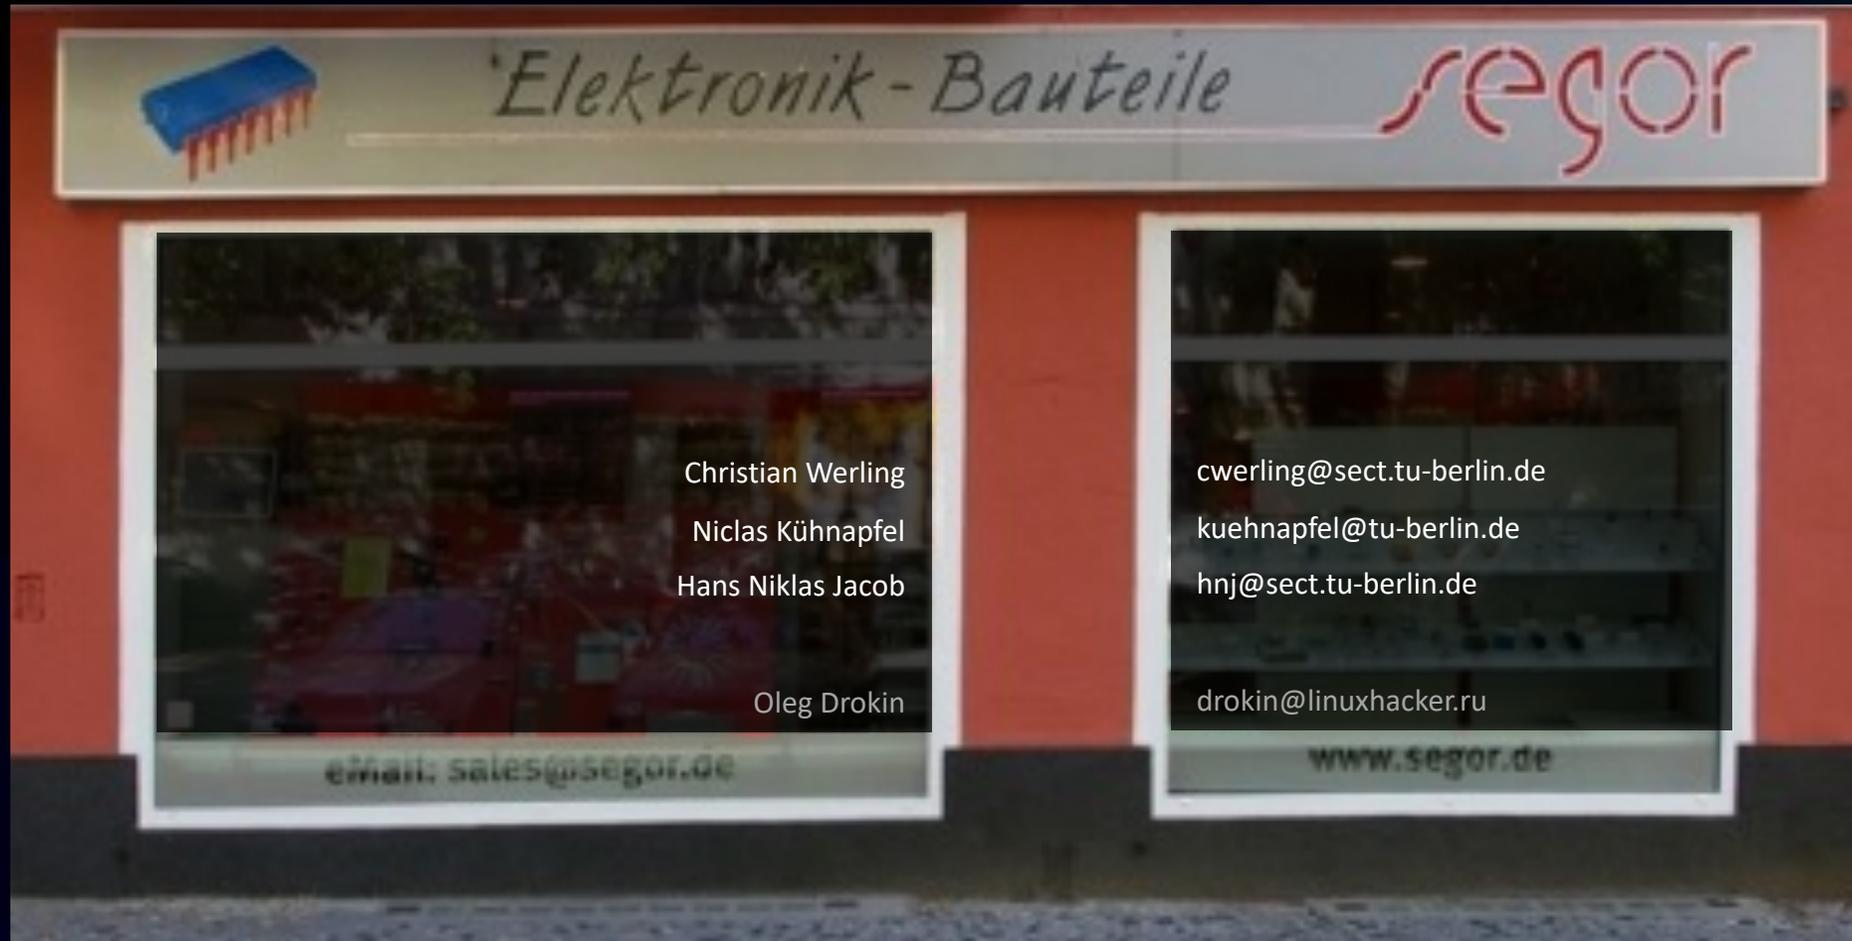 Elektronik - Bauteile segor
Christian Werling cwerling@sect.tu-berlin.de
Niclas Kühnapfel kuehnapfel@tu-berlin.de
Hans Niklas Jacob hnj@sect.tu-berlin.de
Oleg Drokin drokin@linuxhacker.ru
eMail: sales@segor.de www.segor.de